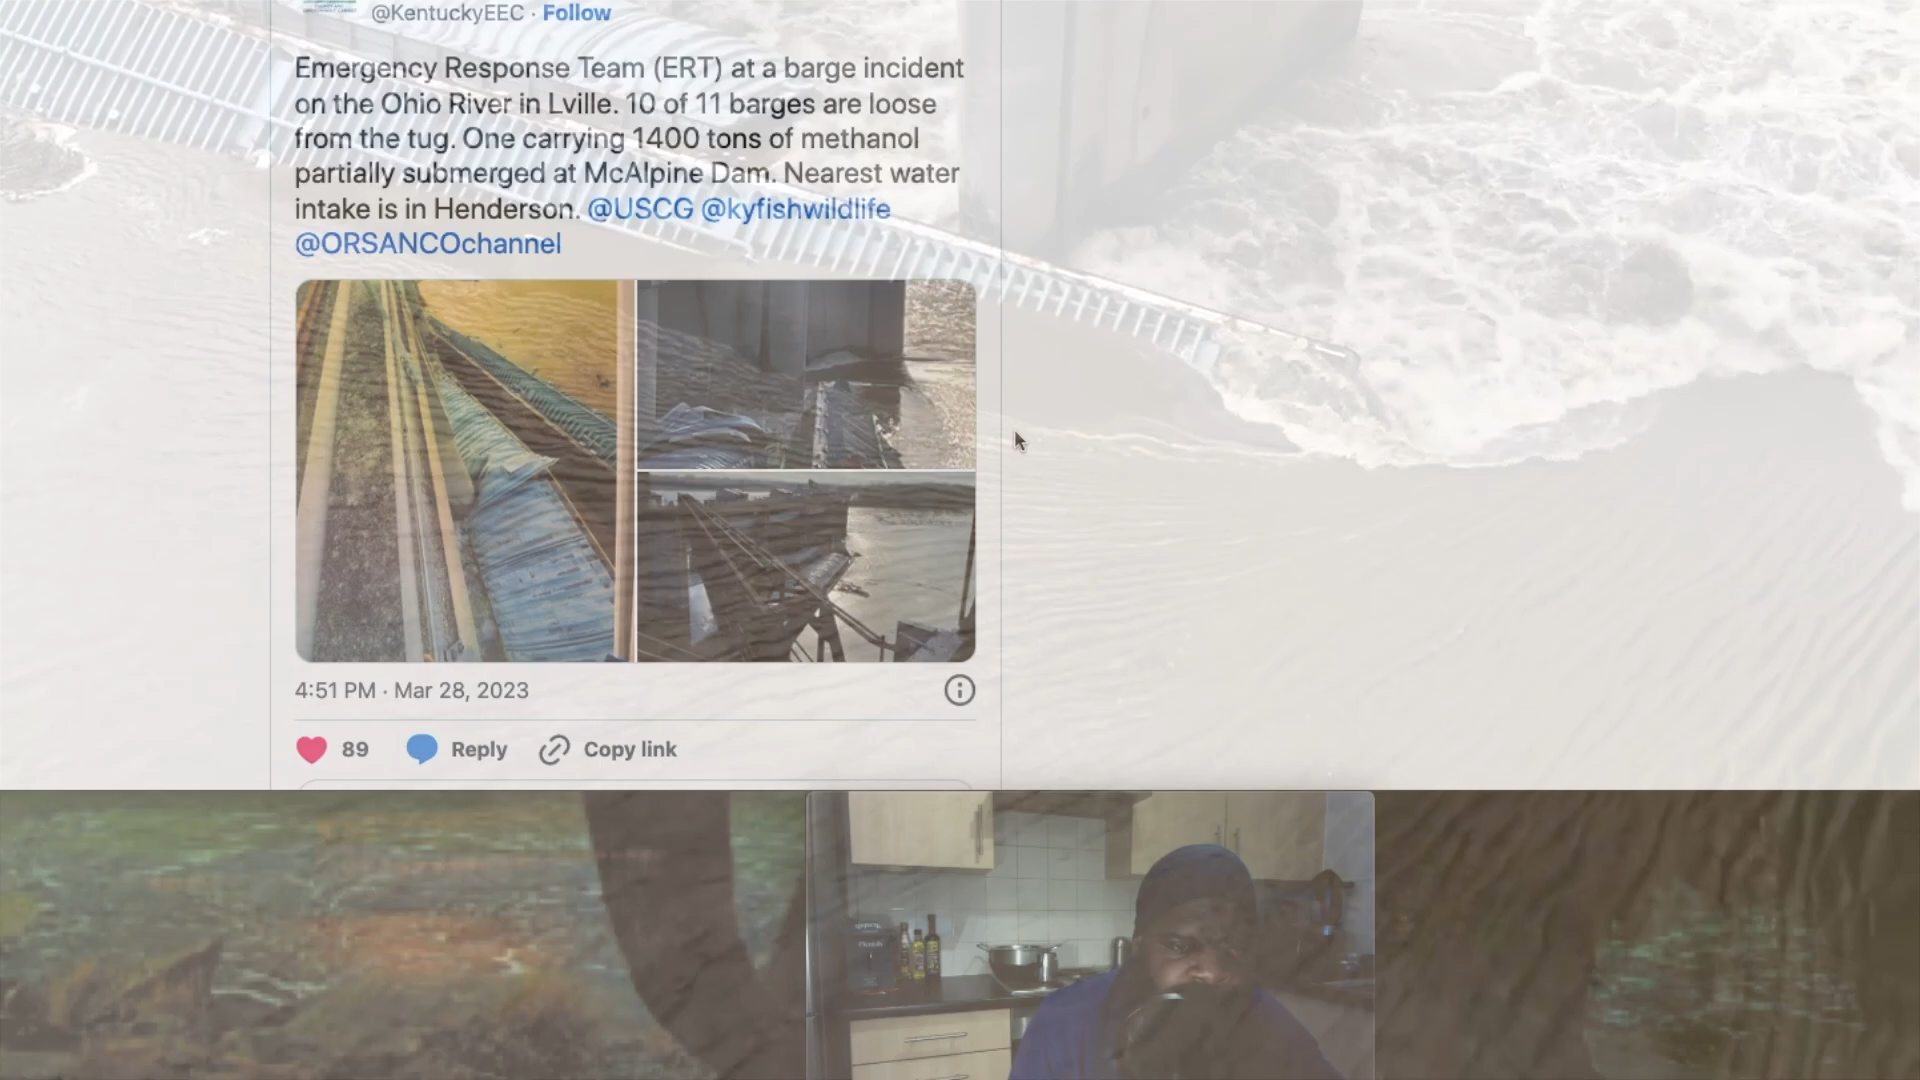 @KentuckyEEC · Follow
Emergency Response Team (ERT) at a barge incident
on the Ohio River in Lville. 10 of 11 barges are loose
from the tug. One carrying 1400 tons of methanol
partially submerged at McAlpine Dam. Nearest water
intake is in Henderson. @USCG @kyfishwildlife
@ORSANCOchannel
4:51 PM · Mar 28, 2023
89 Reply Copy link